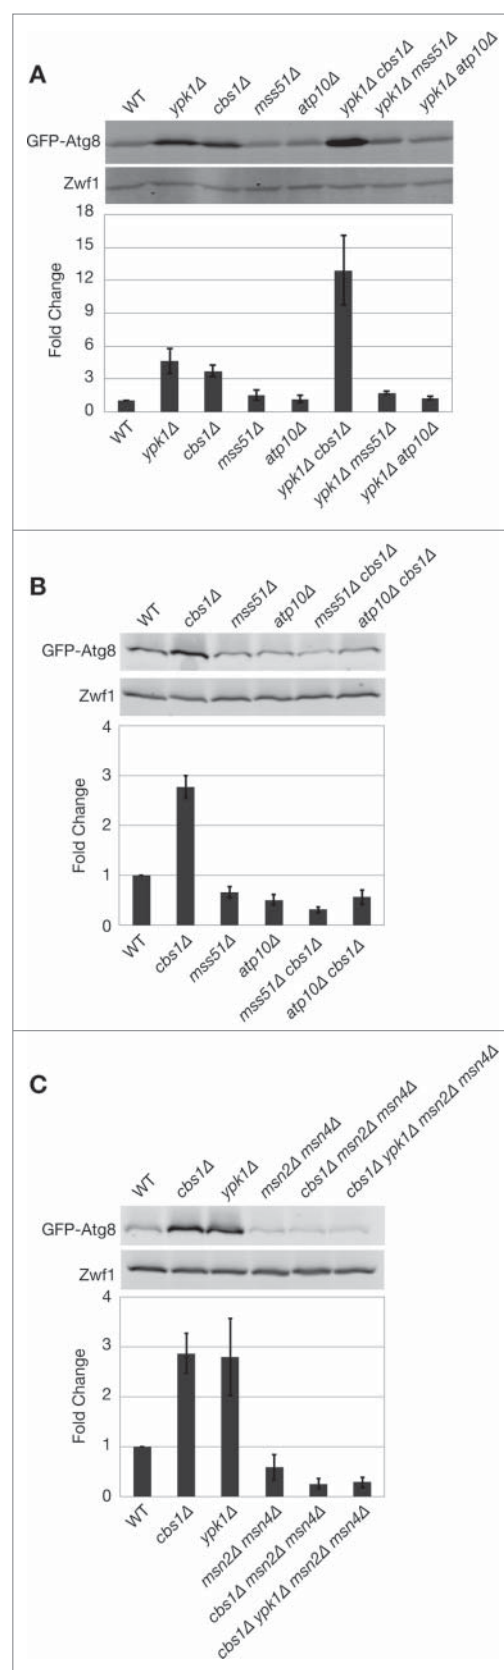 A
WT ypk1Δ cbs1Δ mss51Δ atp10Δ ypk1Δ cbs1Δ ypk1Δ mss51Δ ypk1Δ atp10Δ
GFP-Atg8
Zwf1
18
15
12
9
6
3
0
Fold Change
WT ypk1Δ cbs1Δ mss51Δ atp10Δ ypk1Δ cbs1Δ ypk1Δ mss51Δ ypk1Δ atp10Δ
B
WT cbs1Δ mss51Δ atp10Δ mss51Δ cbs1Δ atp10Δ cbs1Δ
GFP-Atg8
Zwf1
4
3
2
1
0
Fold Change
WT cbs1Δ mss51Δ atp10Δ mss51Δ cbs1Δ atp10Δ cbs1Δ
C
WT cbs1Δ ypk1Δ msn2Δ msn4Δ cbs1Δ msn2Δ msn4Δ cbs1Δ ypk1Δ msn2Δ msn4Δ
GFP-Atg8
Zwf1
4
3
2
1
0
Fold Change
WT cbs1Δ ypk1Δ msn2Δ msn4Δ cbs1Δ msn2Δ msn4Δ cbs1Δ ypk1Δ msn2Δ msn4Δ